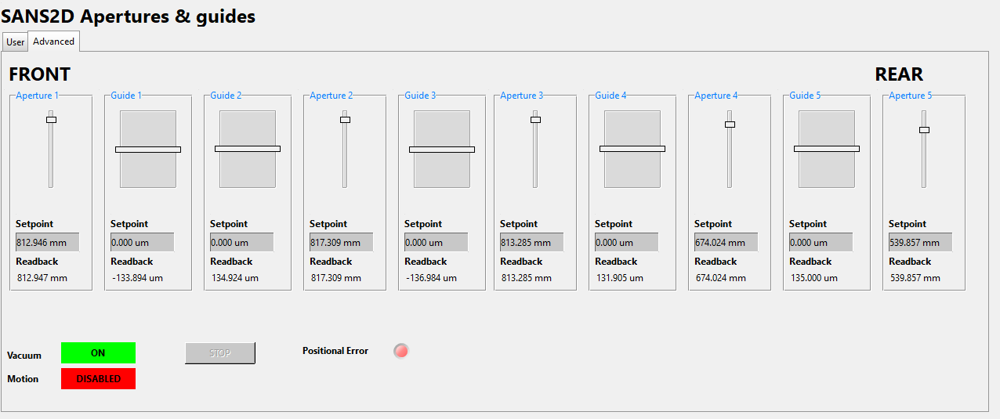 SANS2D Apertures & guides
User Advanced
FRONT REAR
Aperture 1 Guide 1 Guide 2 Aperture 2 Guide 3 Aperture 3 Guide 4 Aperture 4 Guide 5 Aperture 5
Setpoint Setpoint Setpoint Setpoint Setpoint Setpoint Setpoint Setpoint Setpoint Setpoint
812.946 mm 0.000 um 0.000 um 817.309 mm 0.000 um 813.285 mm 0.000 um 674.024 mm 0.000 um 539.857 mm
Readback Readback Readback Readback Readback Readback Readback Readback Readback Readback
812.947 mm -133.894 um 134.924 um 817.309 mm -136.984 um 813.285 mm 131.905 um 674.024 mm 135.000 um 539.857 mm
Vacuum ON STOP Positional Error
Motion DISABLED